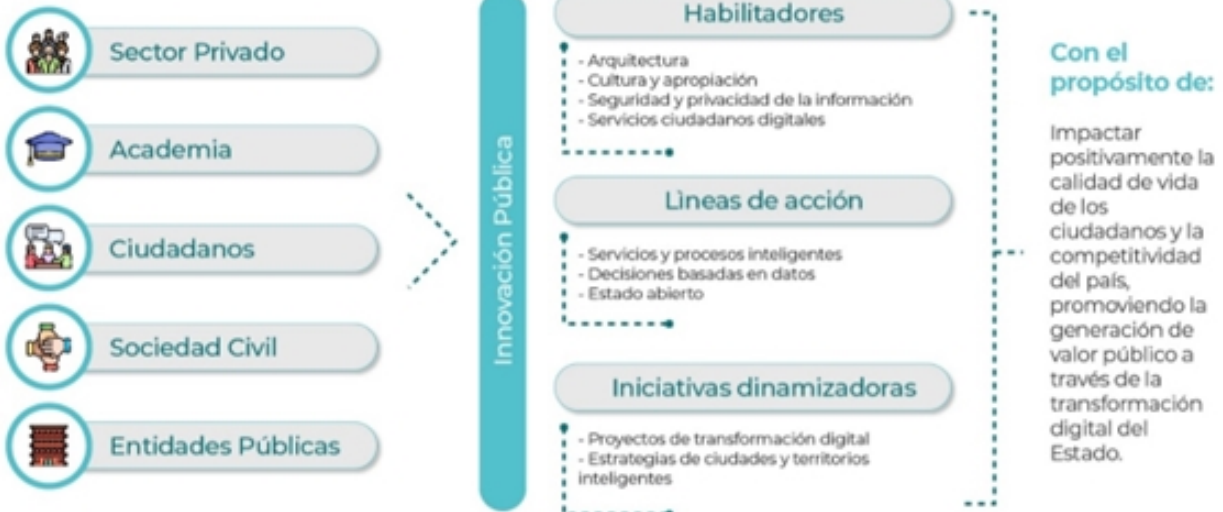 Sector Privado
Academia
Ciudadanos
Sociedad Civil
Entidades Públicas
Innovación Pública
Habilitadores
- Arquitectura
- Cultura y apropiación
- Seguridad y privacidad de la información
- Servicios ciudadanos digitales
Lìneas de acción
- Servicios y procesos inteligentes
- Decisiones basadas en datos
- Estado abierto
Iniciativas dinamizadoras
- Proyectos de transformación digital
- Estrategias de ciudades y territorios
inteligentes
Con el
propósito de:
Impactar
positivamente la
calidad de vida
de los
ciudadanos y la
competitividad
del país,
promoviendo la
generación de
valor público a
través de la
transformación
digital del
Estado.